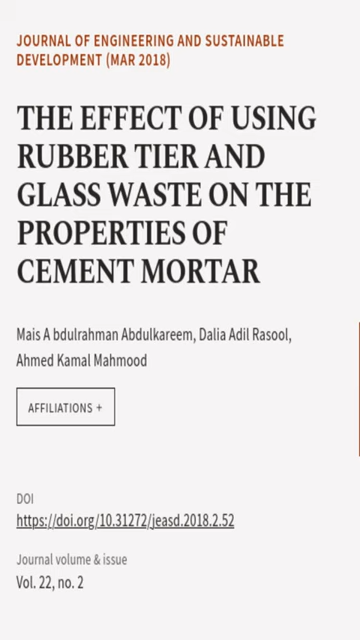 JOURNAL OF ENGINEERING AND SUSTAINABLE
DEVELOPMENT (MAR 2018)
THE EFFECT OF USING
RUBBER TIER AND
GLASS WASTE ON THE
PROPERTIES OF
CEMENT MORTAR
Mais A bdulrahman Abdulkareem, Dalia Adil Rasool,
Ahmed Kamal Mahmood
AFFILIATIONS +
DOI
https://doi.org/10.31272/jeasd.2018.2.52
Journal volume & issue
Vol. 22, no. 2